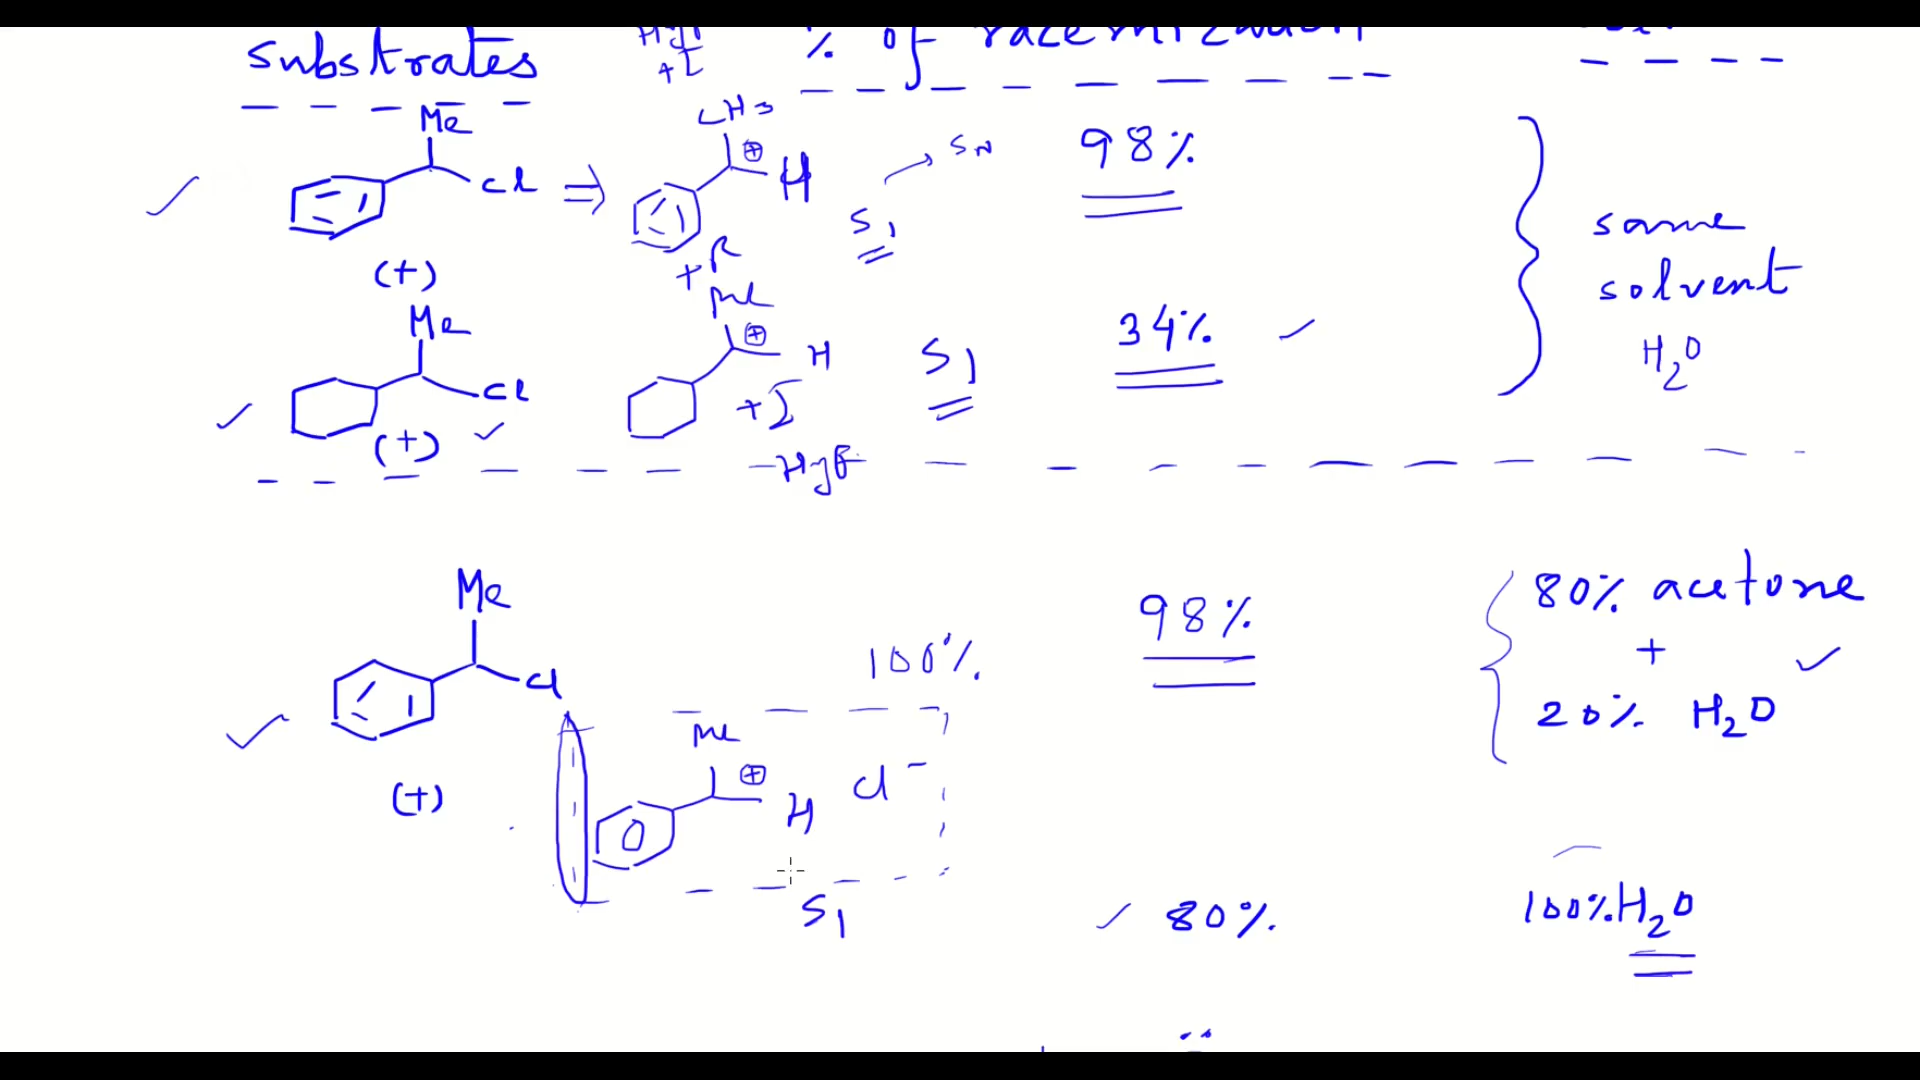 substrates
% of racemization
+I
Me
Cl
(+)
CH3
⊕
H
+R
S1
SN
98%
Me
Cl
(+)
Me
⊕
H
+I
S1
34%
same
solvent
H2O
Me
Cl
(+)
100%
Me
⊕
H
Cl-
S1
98%
80% acetone
+
20% H2O
80%
100% H2O